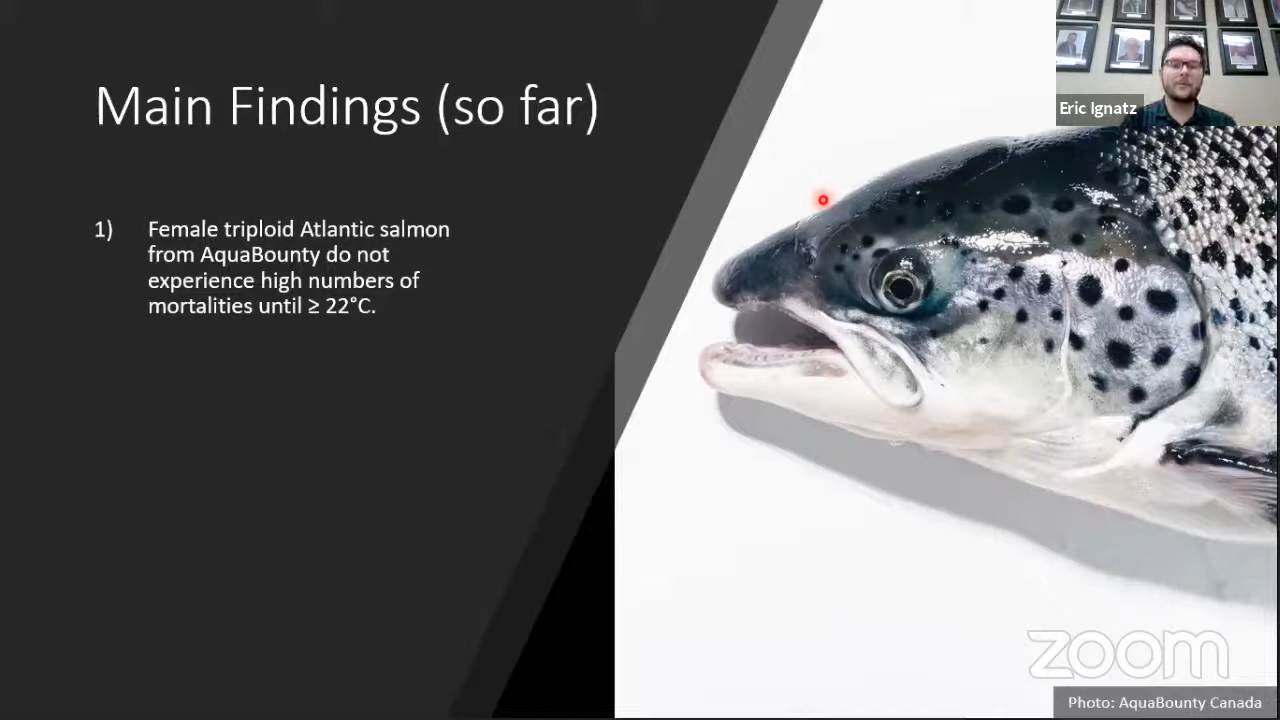 Main Findings (so far)
Eric Ignatz
1) Female triploid Atlantic salmon
from AquaBounty do not
experience high numbers of
mortalities until ≥ 22°C.
zoom
Photo: AquaBounty Canada